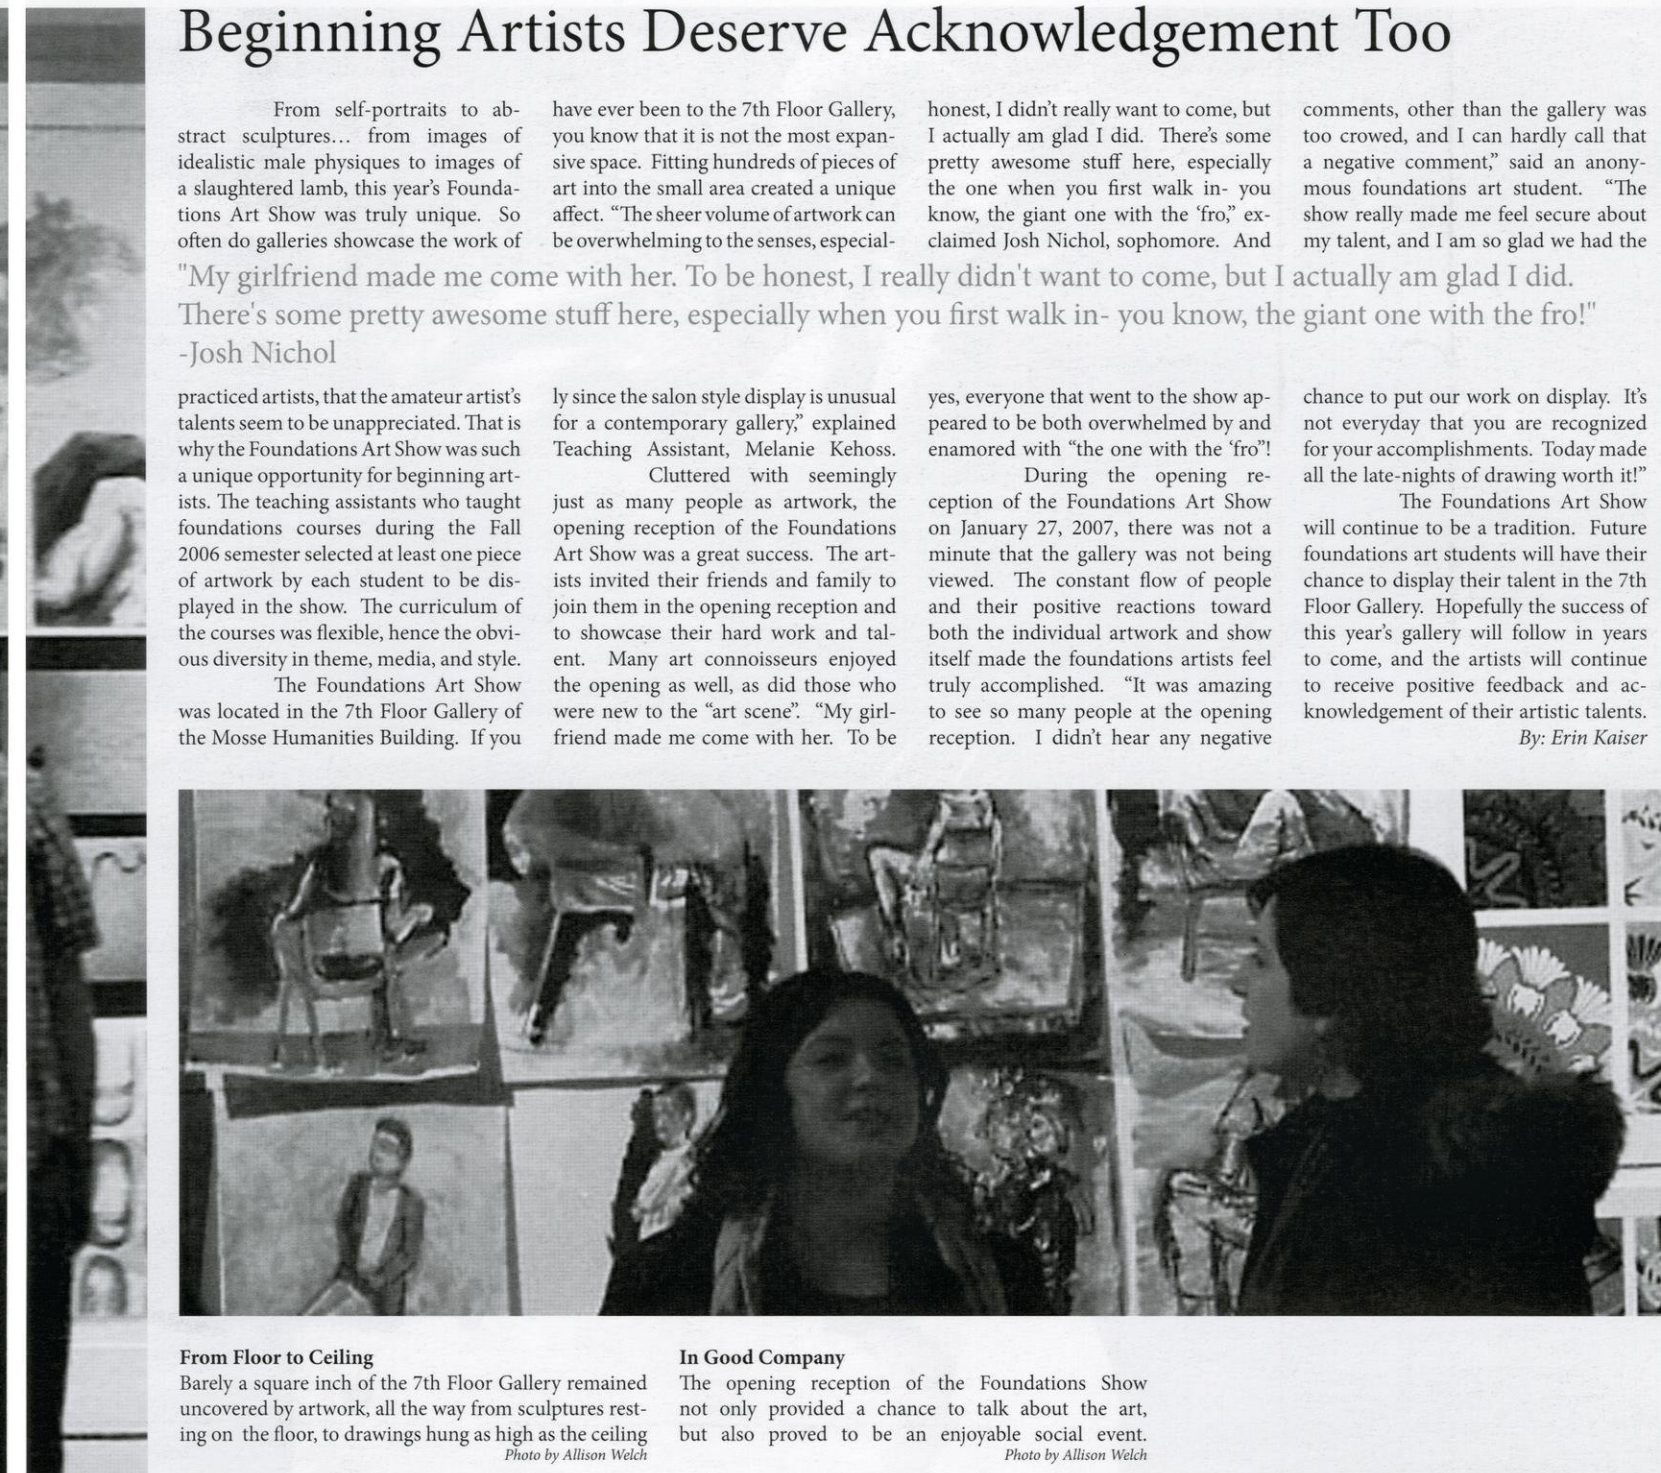 Beginning Artists Deserve Acknowledgement Too
From self-portraits to ab-
stract sculptures… from images of
idealistic male physiques to images of
a slaughtered lamb, this year's Founda-
tions Art Show was truly unique. So
often do galleries showcase the work of
practiced artists, that the amateur artist's
talents seem to be unappreciated. That is
why the Foundations Art Show was such
a unique opportunity for beginning art-
ists. The teaching assistants who taught
foundations courses during the Fall
2006 semester selected at least one piece
of artwork by each student to be dis-
played in the show. The curriculum of
the courses was flexible, hence the obvi-
ous diversity in theme, media, and style.
The Foundations Art Show
was located in the 7th Floor Gallery of
the Mosse Humanities Building. If you
have ever been to the 7th Floor Gallery,
you know that it is not the most expan-
sive space. Fitting hundreds of pieces of
art into the small area created a unique
affect. “The sheer volume of artwork can
be overwhelming to the senses, especial-
ly since the salon style display is unusual
for a contemporary gallery,” explained
Teaching Assistant, Melanie Kehoss.
Cluttered with seemingly
just as many people as artwork, the
opening reception of the Foundations
Art Show was a great success. The art-
ists invited their friends and family to
join them in the opening reception and
to showcase their hard work and tal-
ent. Many art connoisseurs enjoyed
the opening as well, as did those who
were new to the “art scene”. “My girl-
friend made me come with her. To be
honest, I didn't really want to come, but
I actually am glad I did. There's some
pretty awesome stuff here, especially
the one when you first walk in- you
know, the giant one with the ‘fro,” ex-
claimed Josh Nichol, sophomore. And
yes, everyone that went to the show ap-
peared to be both overwhelmed by and
enamored with “the one with the ‘fro”!
During the opening re-
ception of the Foundations Art Show
on January 27, 2007, there was not a
minute that the gallery was not being
viewed. The constant flow of people
and their positive reactions toward
both the individual artwork and show
itself made the foundations artists feel
truly accomplished. “It was amazing
to see so many people at the opening
reception. I didn't hear any negative
comments, other than the gallery was
too crowed, and I can hardly call that
a negative comment,” said an anony-
mous foundations art student. “The
show really made me feel secure about
my talent, and I am so glad we had the
chance to put our work on display. It's
not everyday that you are recognized
for your accomplishments. Today made
all the late-nights of drawing worth it!”
The Foundations Art Show
will continue to be a tradition. Future
foundations art students will have their
chance to display their talent in the 7th
Floor Gallery. Hopefully the success of
this year's gallery will follow in years
to come, and the artists will continue
to receive positive feedback and ac-
knowledgement of their artistic talents.
By: Erin Kaiser
"My girlfriend made me come with her. To be honest, I really didn't want to come, but I actually am glad I did.
There's some pretty awesome stuff here, especially when you first walk in- you know, the giant one with the fro!"
-Josh Nichol
From Floor to Ceiling
Barely a square inch of the 7th Floor Gallery remained
uncovered by artwork, all the way from sculptures rest-
ing on the floor, to drawings hung as high as the ceiling
Photo by Allison Welch
In Good Company
The opening reception of the Foundations Show
not only provided a chance to talk about the art,
but also proved to be an enjoyable social event.
Photo by Allison Welch